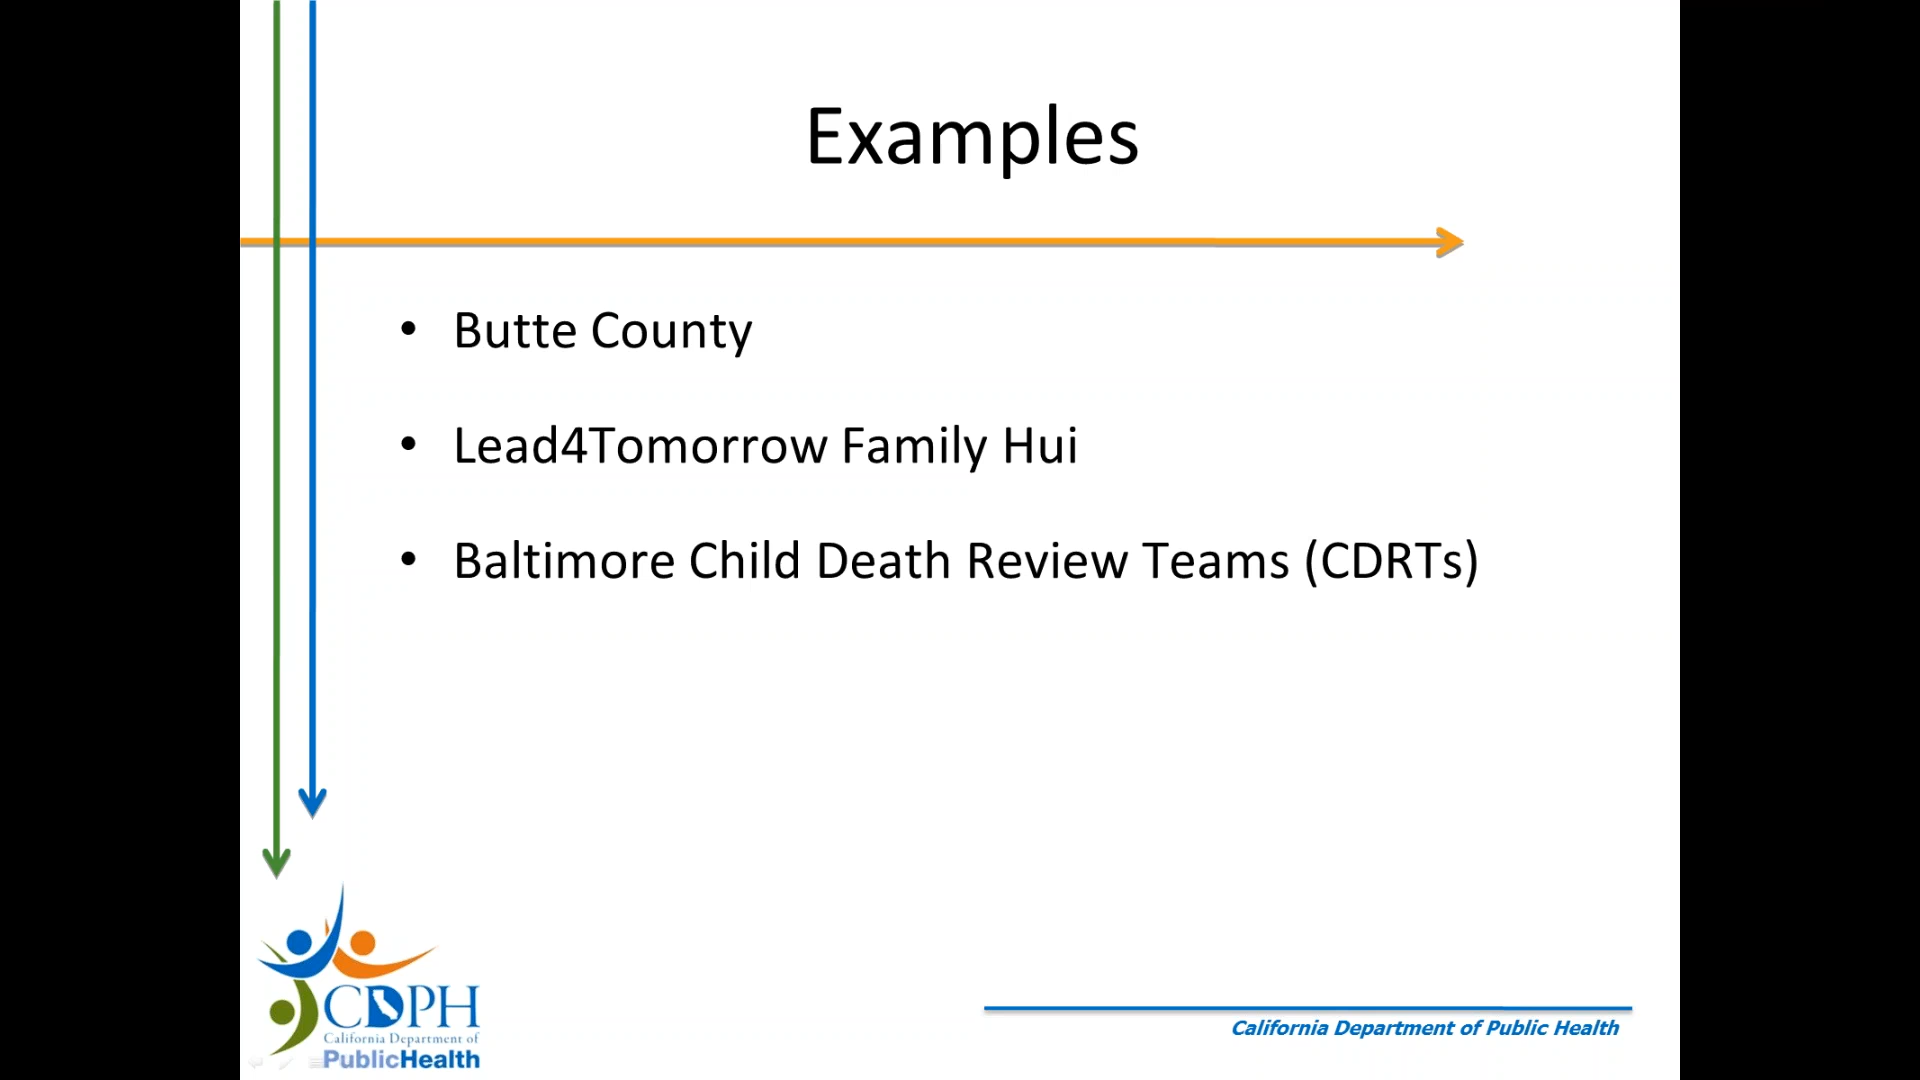 Examples
• Butte County
• Lead4Tomorrow Family Hui
• Baltimore Child Death Review Teams (CDRTs)
CDPH
California Department of
PublicHealth
California Department of Public Health